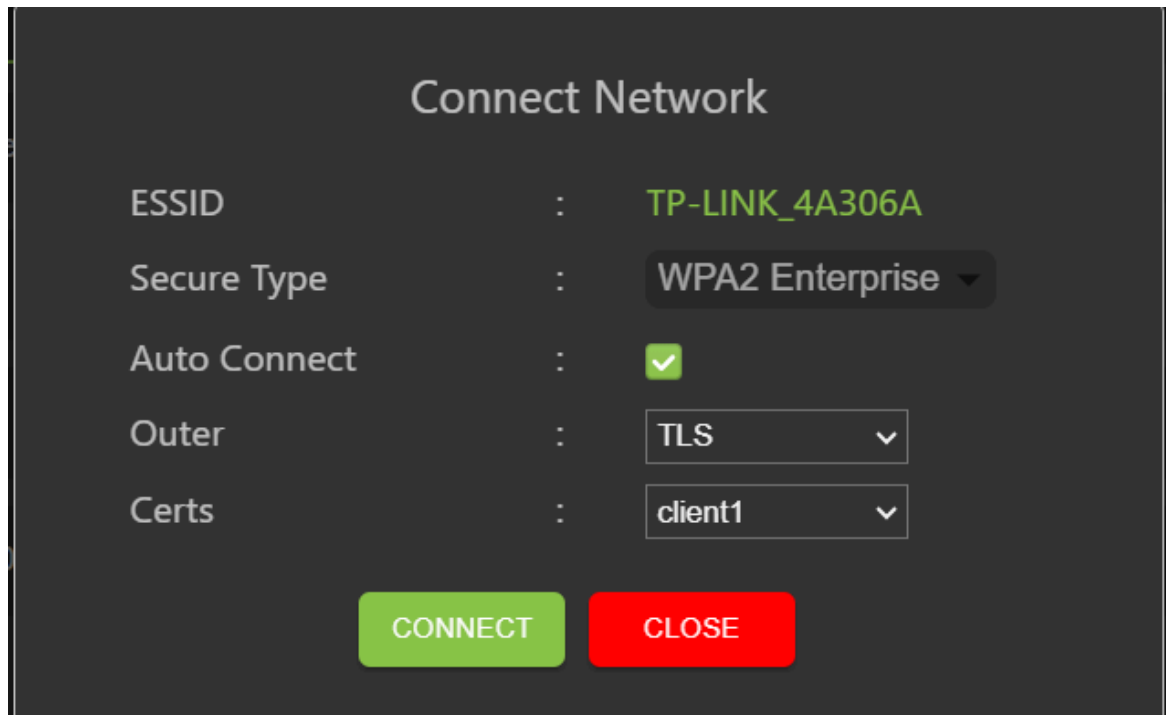 Connect Network
ESSID : TP-LINK_4A306A
Secure Type : WPA2 Enterprise
Auto Connect :
Outer : TLS
Certs : client1
CONNECT CLOSE